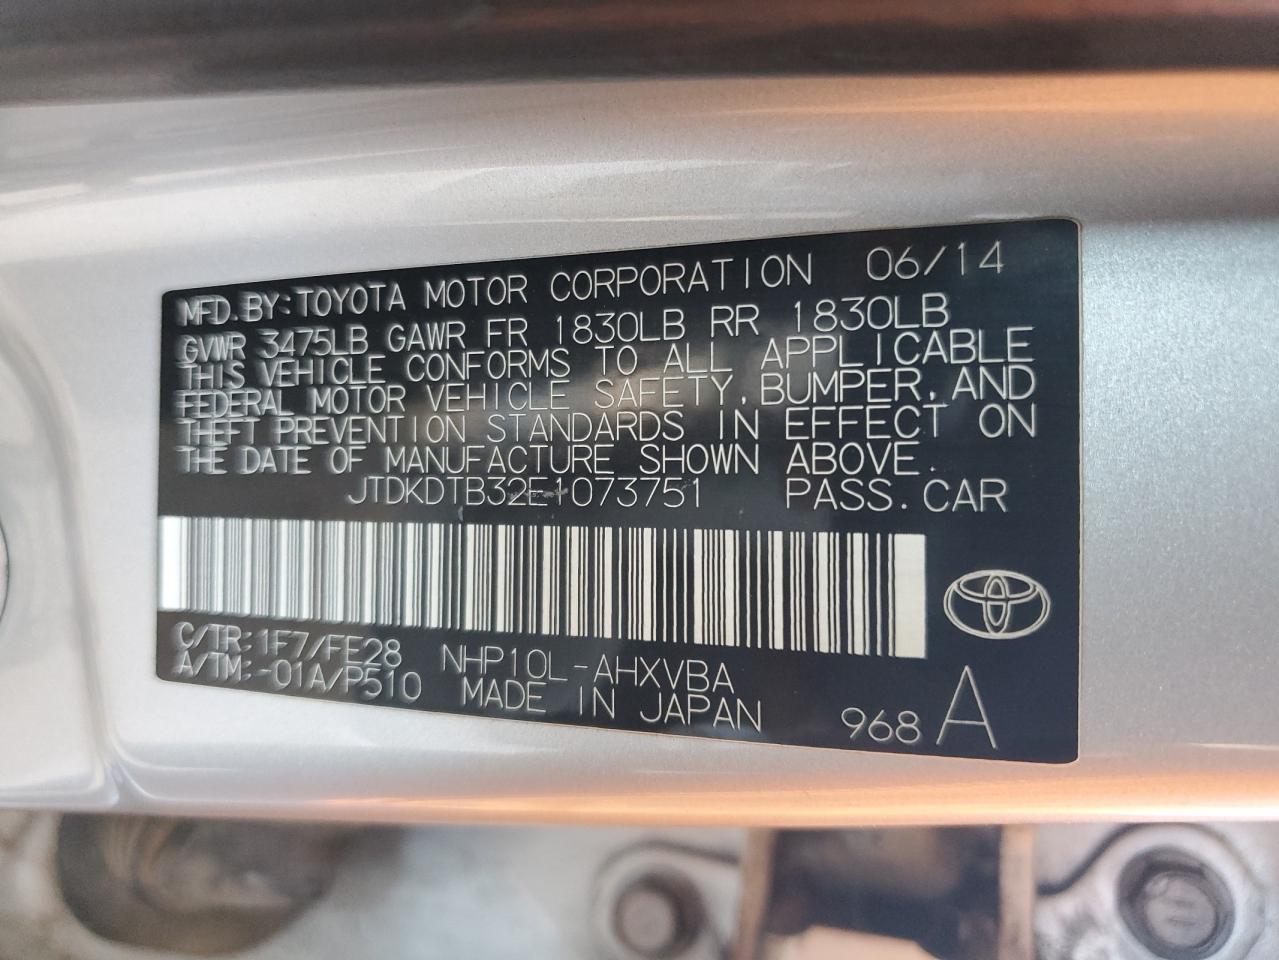 MFD. BY: TOYOTA MOTOR CORPORATION 06/14
GVWR 3475LB GAWR FR 1830LB RR 1830LB
THIS VEHICLE CONFORMS TO ALL APPLICABLE
FEDERAL MOTOR VEHICLE SAFETY, BUMPER, AND
THEFT PREVENTION STANDARDS IN EFFECT ON
THE DATE OF MANUFACTURE SHOWN ABOVE.
JTDKDTB32E1073751 PASS. CAR
C/TR: 1F7/FE28 NHP10L-AHXVBA
A/TM: -01A/P510 MADE IN JAPAN
968 A